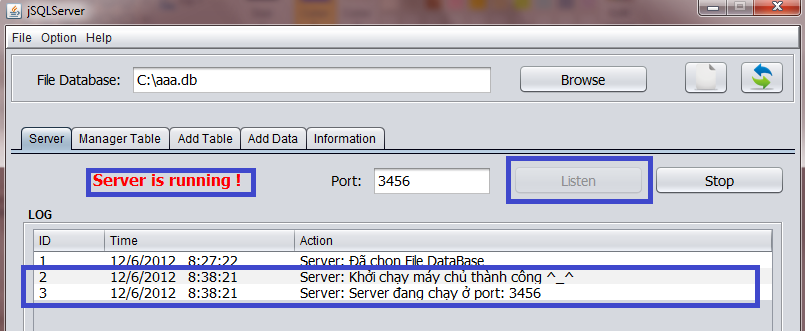 jSQLServer
File Option Help
File Database: C:\aaa.db Browse
Server Manager Table Add Table Add Data Information
Server is running ! Port: 3456 Listen Stop
LOG
ID Time Action
1 12/6/2012 8:27:22 Server: Đã chọn File DataBase
2 12/6/2012 8:38:21 Server: Khởi chạy máy chủ thành công ^_^
3 12/6/2012 8:38:21 Server: Server đang chạy ở port: 3456